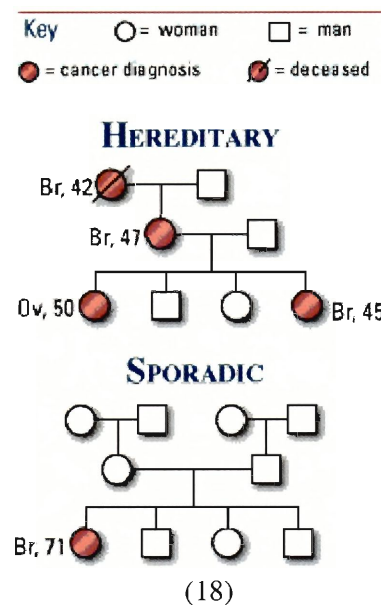 Key = woman = man
= cancer diagnosis = deceased
HEREDITARY
Br, 42
Br, 47
Ov, 50 Br, 45
SPORADIC
Br, 71
(18)